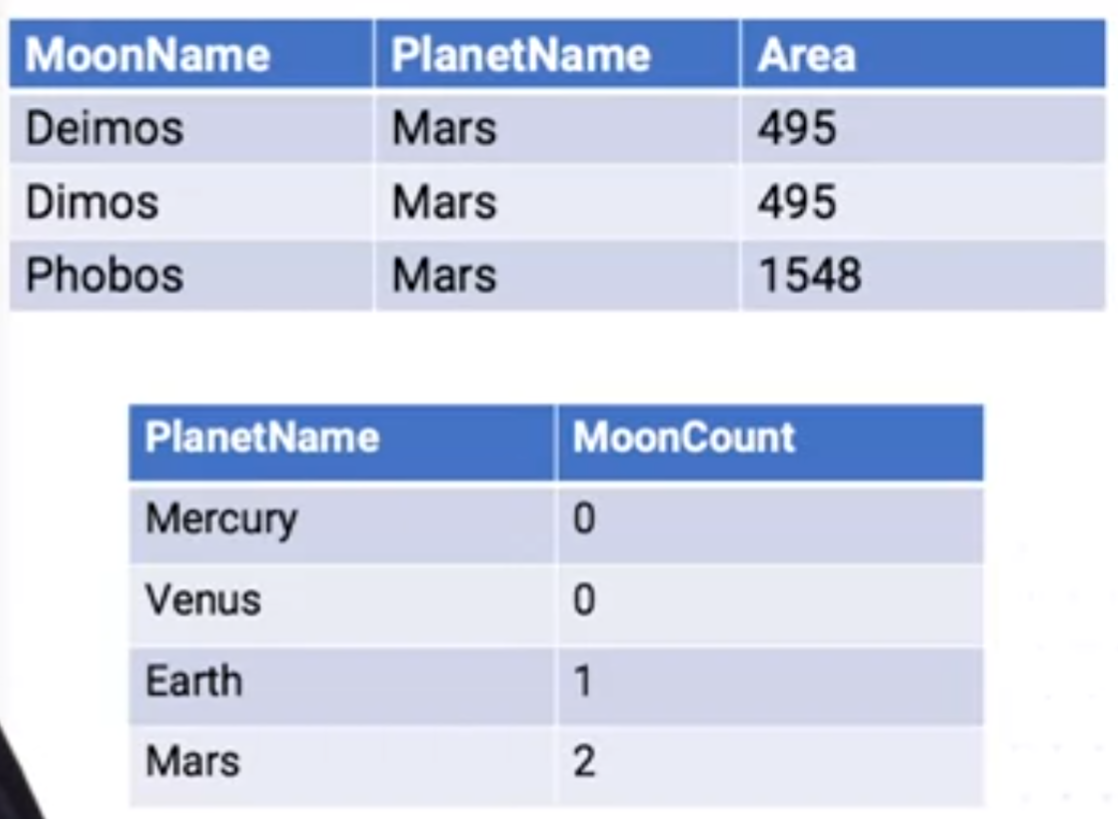 MoonName PlanetName Area
Deimos Mars 495
Dimos Mars 495
Phobos Mars 1548
PlanetName MoonCount
Mercury 0
Venus 0
Earth 1
Mars 2